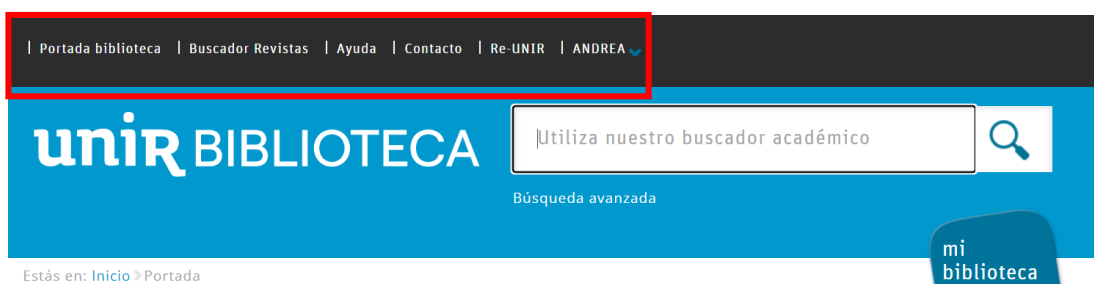 | Portada biblioteca | Buscador Revistas | Ayuda | Contacto | Re-UNIR | ANDREA
uniR BIBLIOTECA
Utiliza nuestro buscador académico
Búsqueda avanzada
mi
biblioteca
Estás en: Inicio > Portada